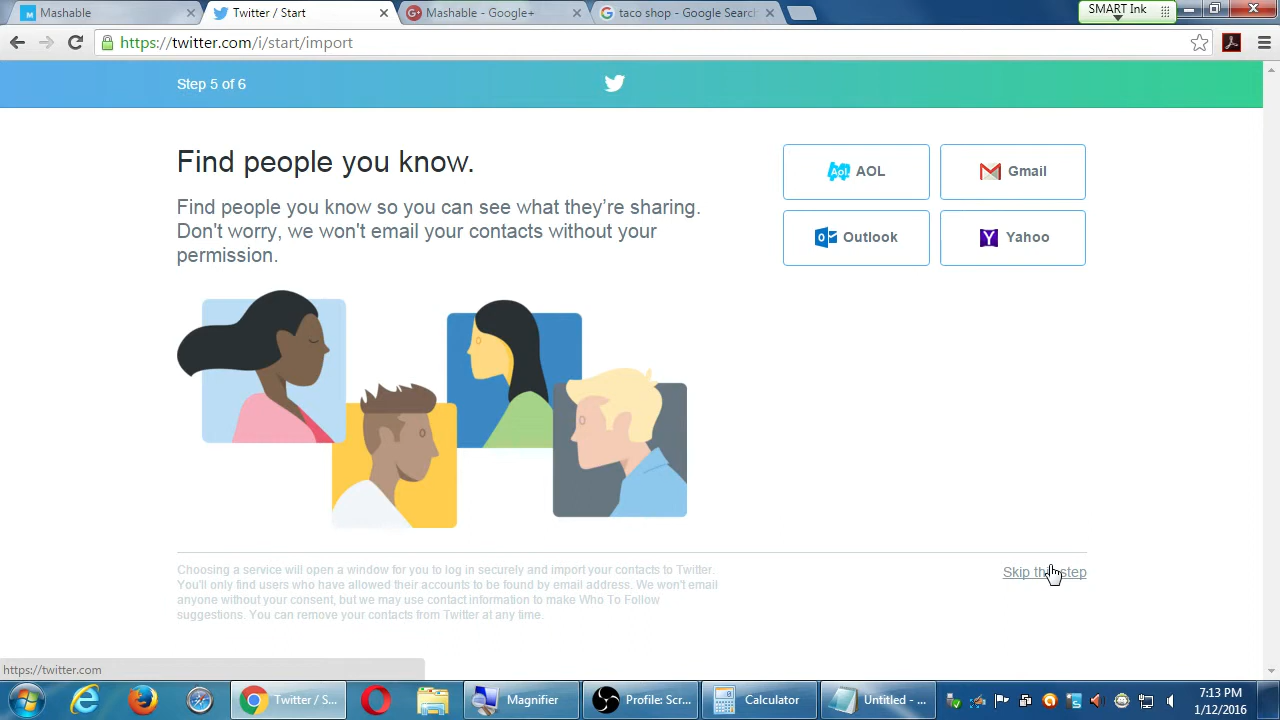 Mashable
Twitter / Start
Mashable - Google+
taco shop - Google Search
SMART Ink
https://twitter.com/i/start/import
Step 5 of 6
Find people you know.
Find people you know so you can see what they're sharing.
Don't worry, we won't email your contacts without your
permission.
Aol. AOL
Gmail
Outlook
Yahoo
Choosing a service will open a window for you to log in securely and import your contacts to Twitter.
You'll only find users who have allowed their accounts to be found by email address. We won't email
anyone without your consent, but we may use contact information to make Who To Follow
suggestions. You can remove your contacts from Twitter at any time.
Skip this step
https://twitter.com
Twitter / S...
Magnifier
Profile: Scr...
Calculator
Untitled - ...
7:13 PM
1/12/2016